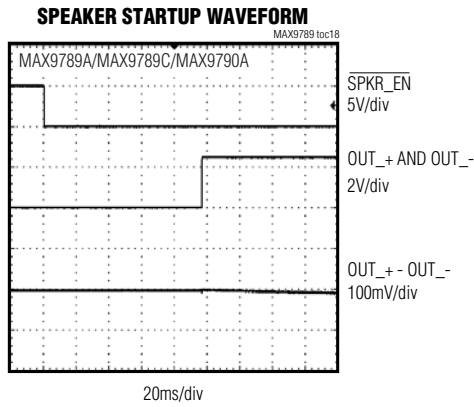 SPEAKER STARTUP WAVEFORM
MAX9789 toc18
MAX9789A/MAX9789C/MAX9790A
SPKR_EN
5V/div
OUT_+ AND OUT_-
2V/div
OUT_+ - OUT_-
100mV/div
20ms/div